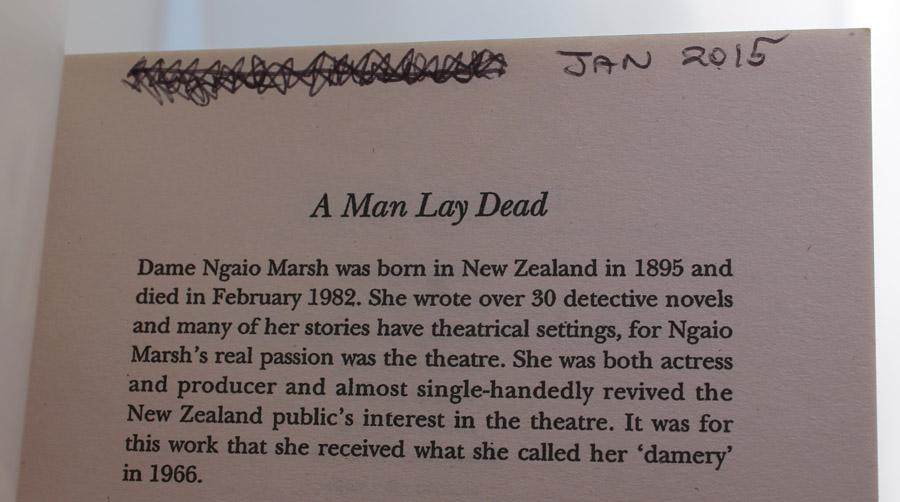 JAN 2015
A Man Lay Dead
Dame Ngaio Marsh was born in New Zealand in 1895 and
died in February 1982. She wrote over 30 detective novels
and many of her stories have theatrical settings, for Ngaio
Marsh's real passion was the theatre. She was both actress
and producer and almost single-handedly revived the
New Zealand public's interest in the theatre. It was for
this work that she received what she called her 'damery'
in 1966.